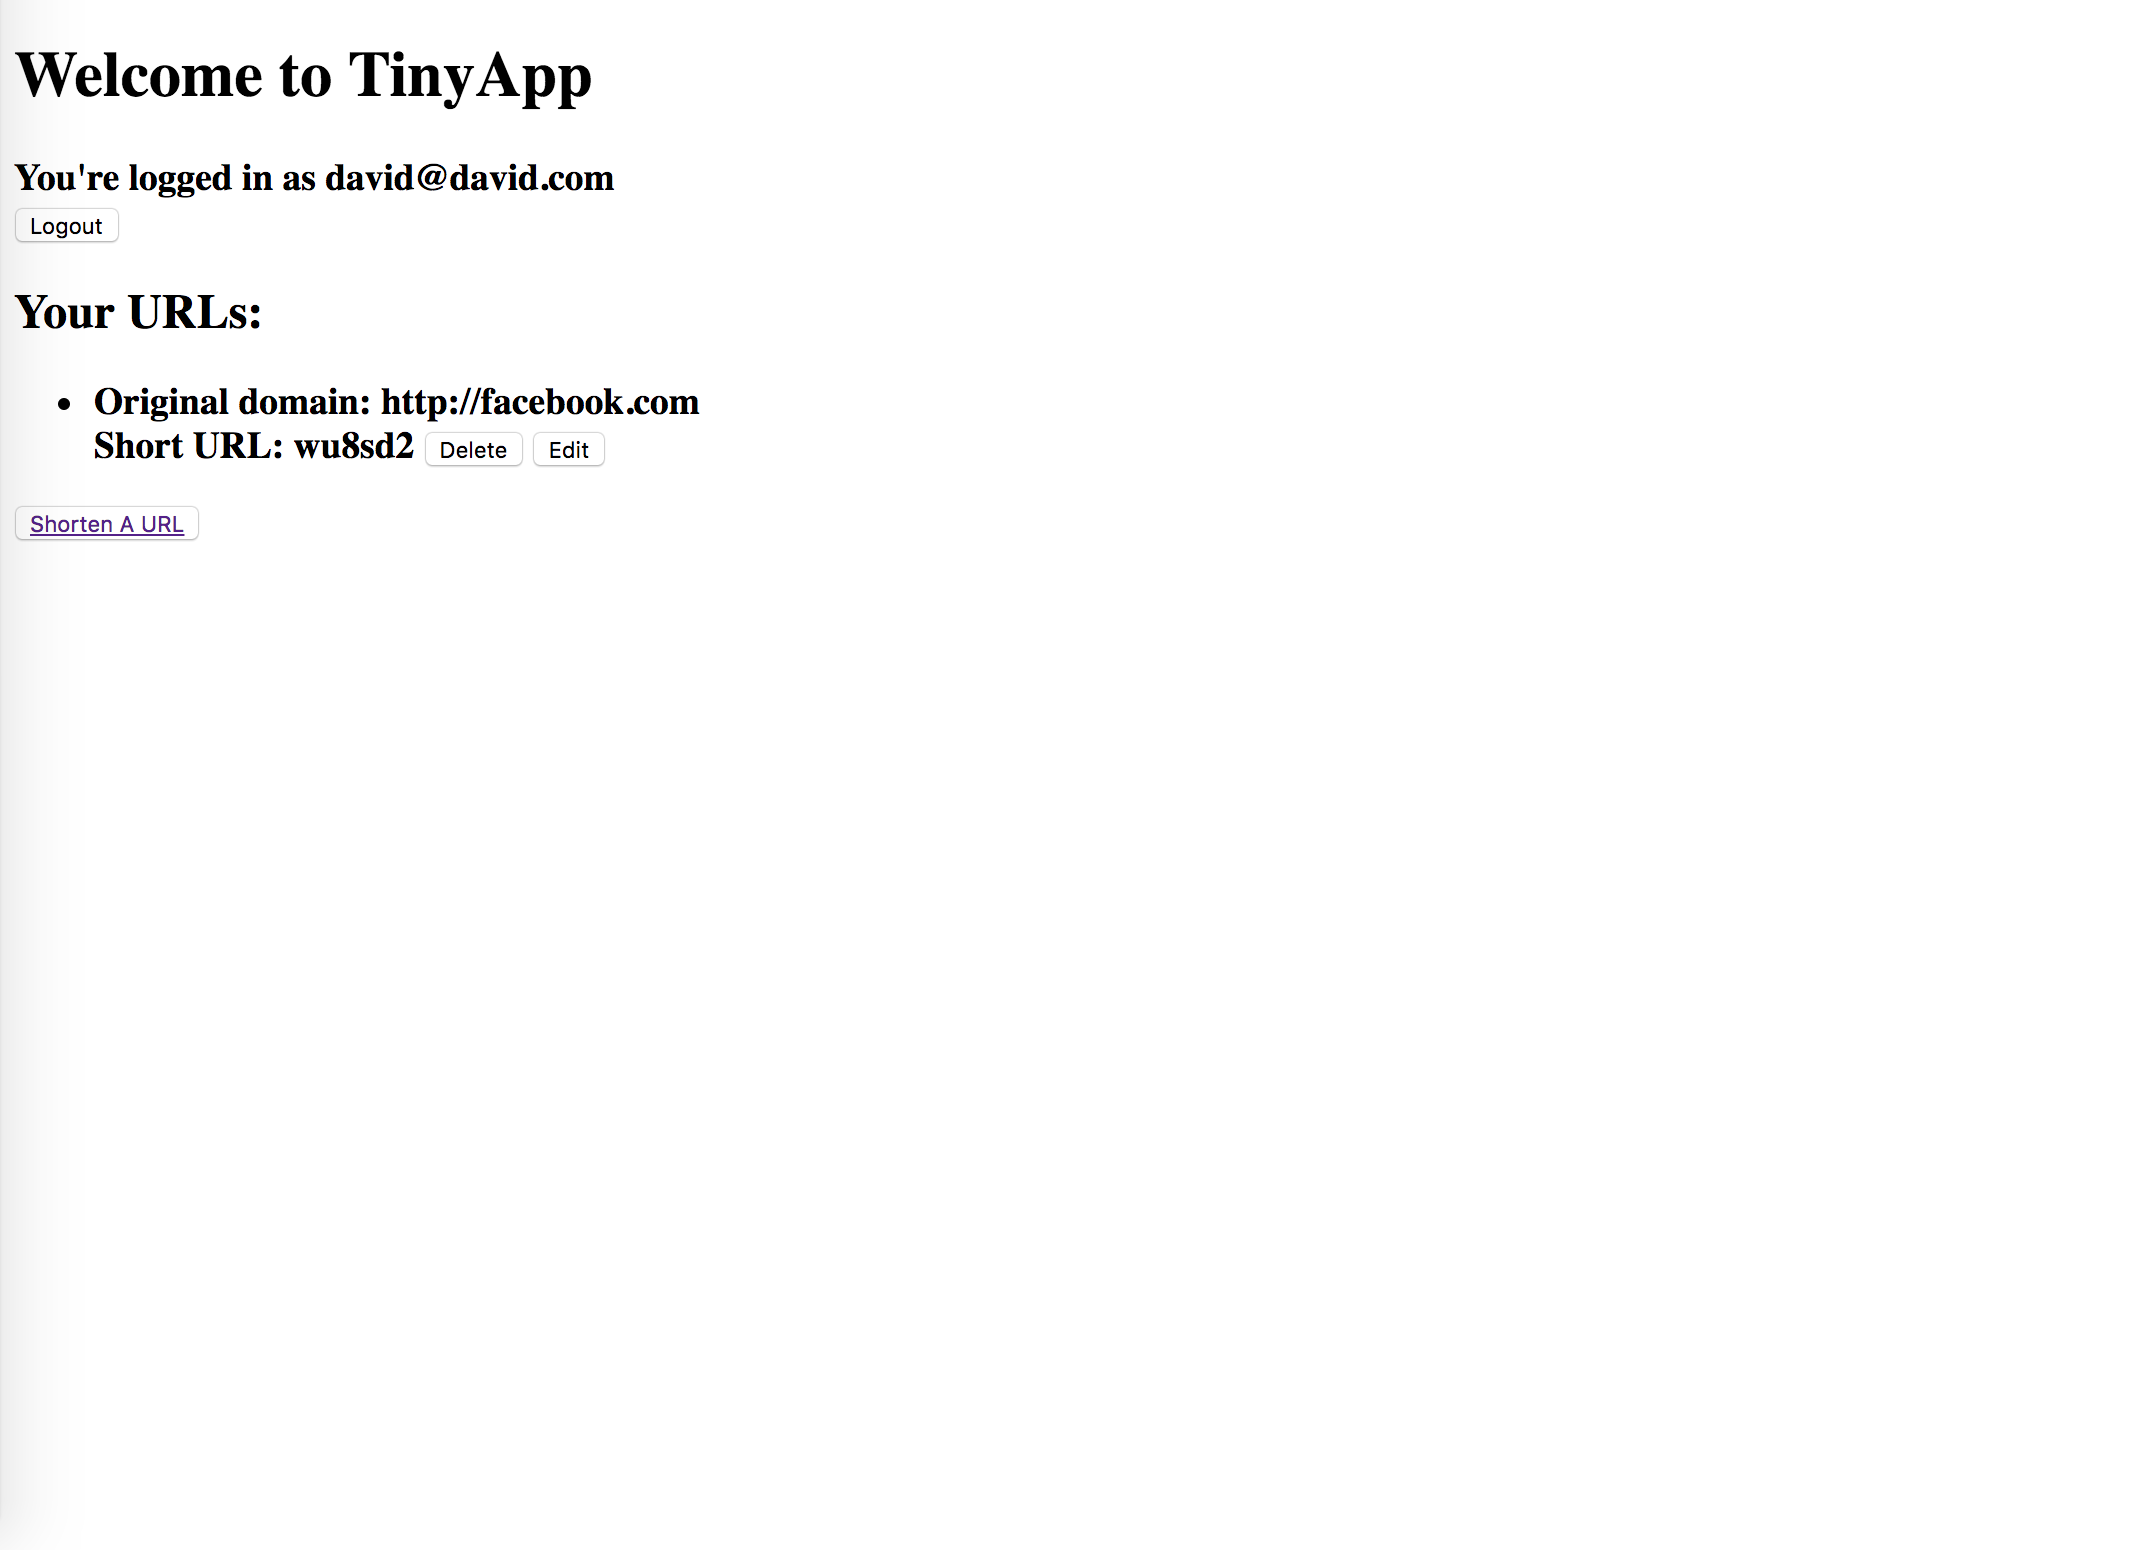 Welcome to TinyApp
You're logged in as david@david.com
Logout
Your URLs:
Original domain: http://facebook.com
Short URL: wu8sd2 Delete Edit
Shorten A URL